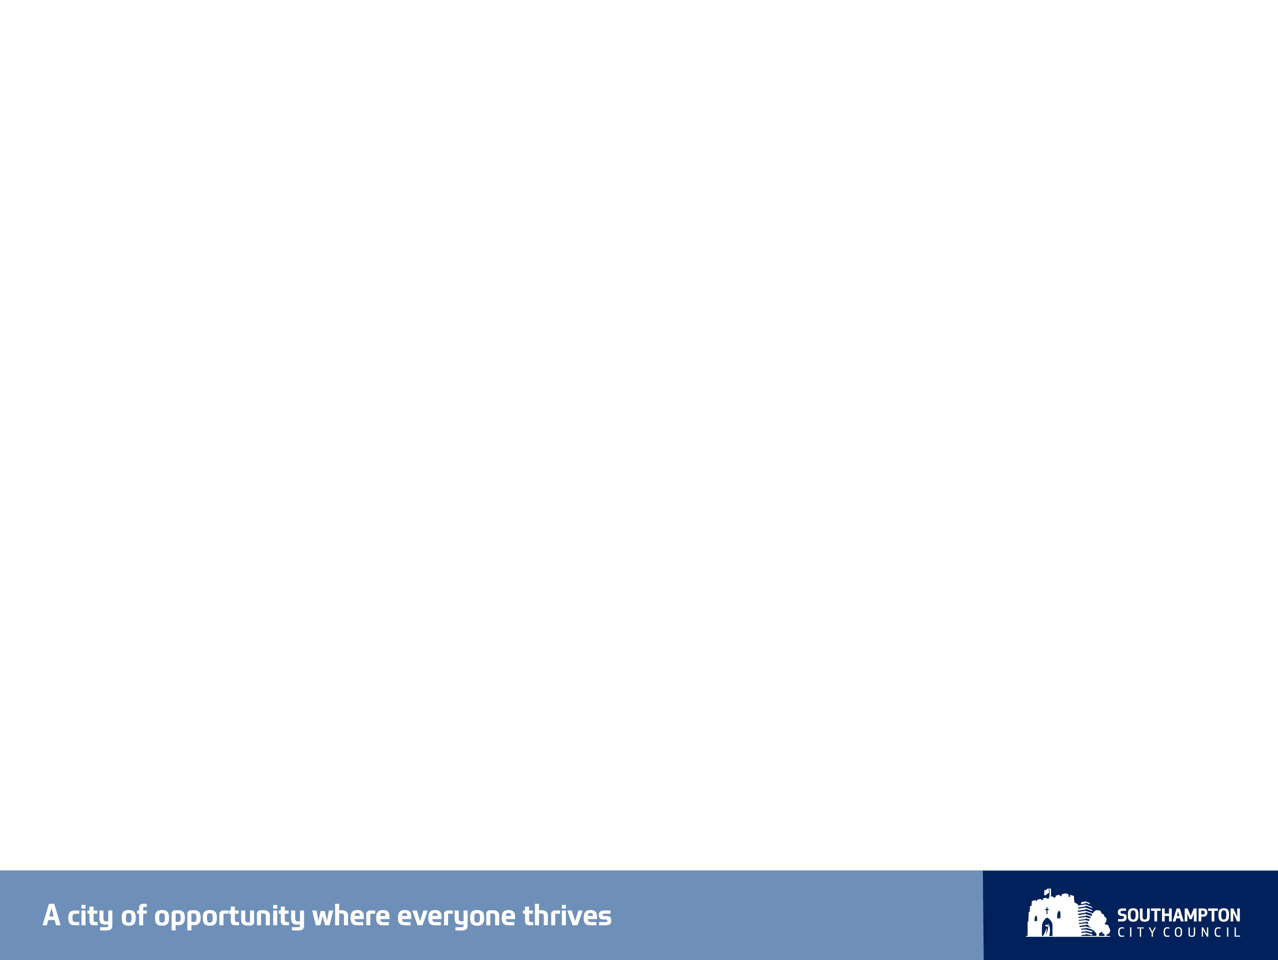 A city of opportunity where everyone thrives
SOUTHAMPTON
CITY COUNCIL